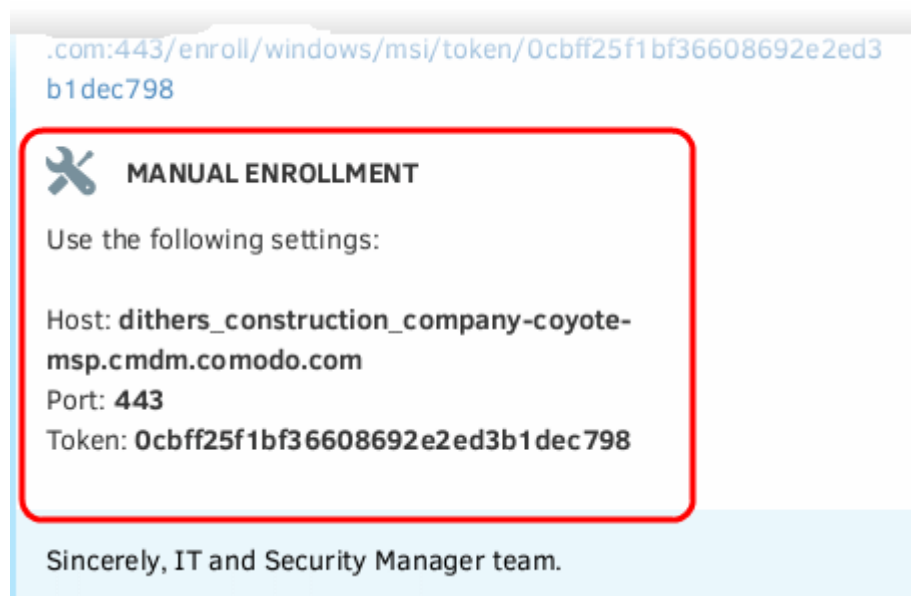 .com:443/enroll/windows/msi/token/0cbff25f1bf36608692e2ed3
b1dec798
MANUAL ENROLLMENT
Use the following settings:
Host: dithers_construction_company-coyote-
msp.cmdm.comodo.com
Port: 443
Token: 0cbff25f1bf36608692e2ed3b1dec798
Sincerely, IT and Security Manager team.